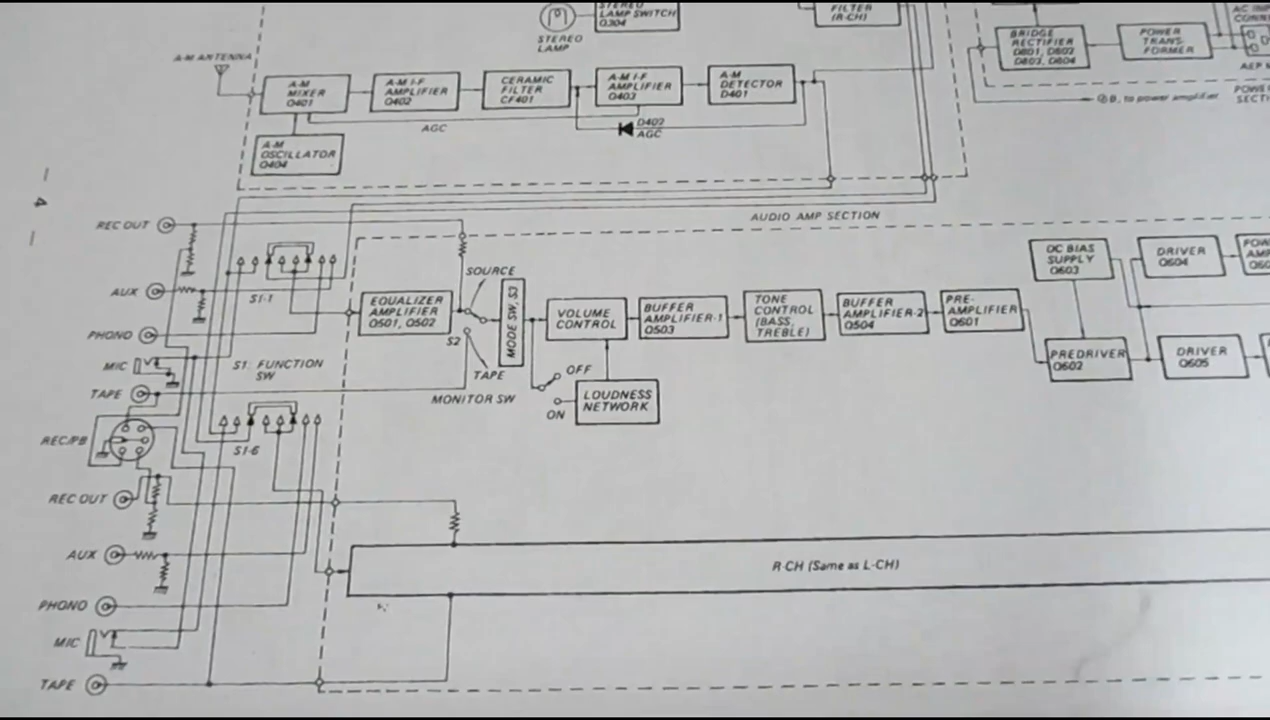 STEREO
LAMP SWITCH
Q304
STEREO
LAMP
FILTER
(R-CH)
BRIDGE
RECTIFIER
D801, D802
D803, D804
POWER
TRANS-
FORMER
B, to power amplifier
A-M ANTENNA
A-M
MIXER
Q401
A-M I-F
AMPLIFIER
Q402
CERAMIC
FILTER
CF401
A-M I-F
AMPLIFIER
Q403
A-M
DETECTOR
D401
AGC
D402
AGC
A-M
OSCILLATOR
Q404
— 4 —
AUDIO AMP SECTION
REC OUT
AUX
PHONO
MIC
TAPE
REC/PB
REC OUT
AUX
PHONO
MIC
TAPE
S1-1
S1: FUNCTION
SW
S1-6
EQUALIZER
AMPLIFIER
Q501, Q502
SOURCE
S2
TAPE
MONITOR SW
MODE SW, S3
VOLUME
CONTROL
OFF
ON
LOUDNESS
NETWORK
BUFFER
AMPLIFIER-1
Q503
TONE
CONTROL
(BASS,
TREBLE)
BUFFER
AMPLIFIER-2
Q504
PRE-
AMPLIFIER
Q601
DC BIAS
SUPPLY
Q603
PREDRIVER
Q602
DRIVER
Q604
DRIVER
Q605
R-CH (Same as L-CH)